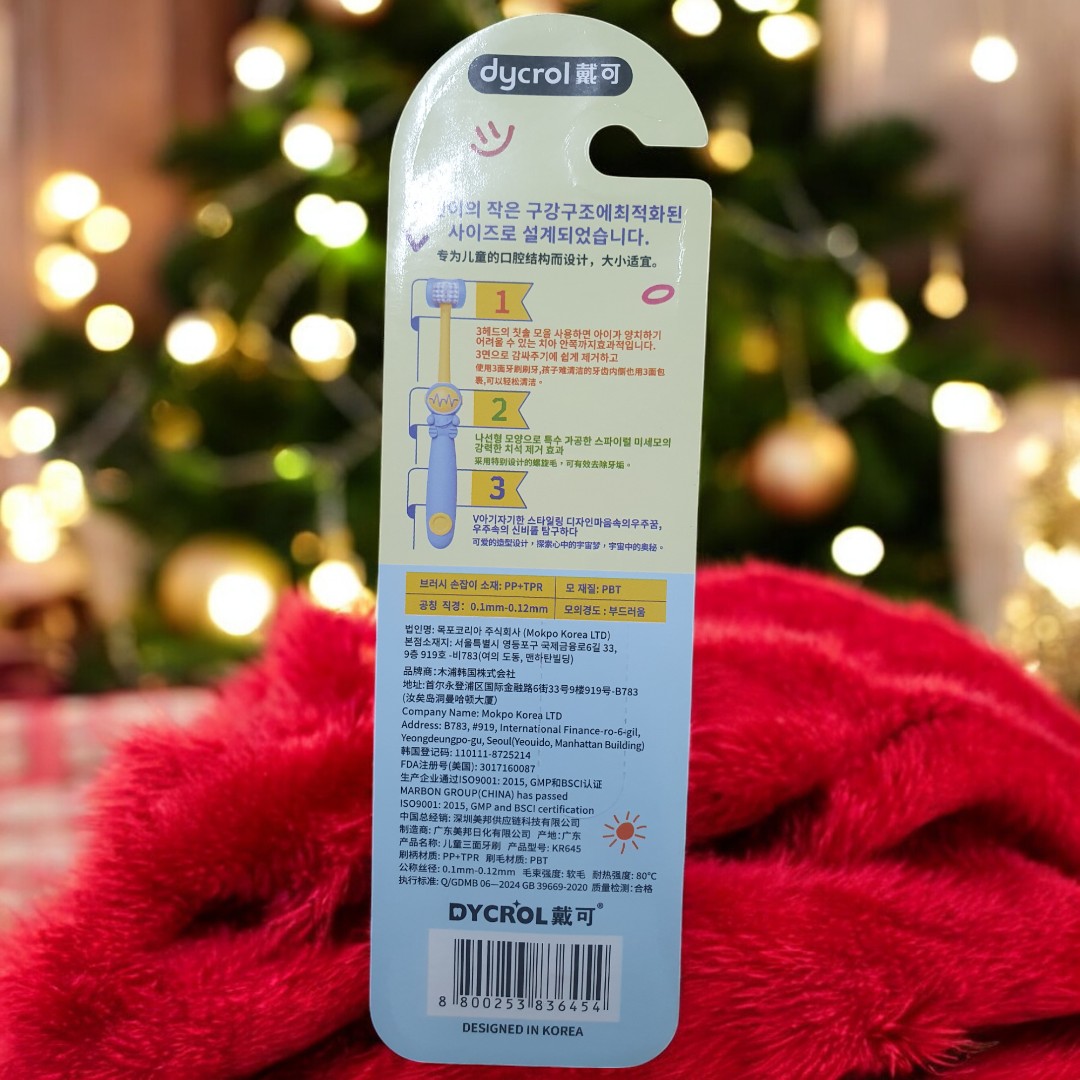 dycrol 戴可
작은 구강구조에최적화된
사이즈로 설계되었습니다.
专为儿童的口腔结构而设计，大小适宜。
1
3헤드의 칫솔 모을 사용하면 아이가 양치하기
어려울 수 있는 치아 안쪽까지효과적입니다.
3면으로 감싸주기에 쉽게 제거하고
使用3面牙刷刷牙,孩子难清洁的牙齿内侧也用3面包
裹,可以轻松清洁。
2
나선형 모양으로 특수 가공한 스파이럴 미세모의
강력한 치석 제거 효과
采用特别设计的螺旋毛，可有效去除牙垢。
3
V아기자기한 스타일링 디자인마음속의우주꿈,
우주속의 신비를 탐구하다
可爱的造型设计，探索心中的宇宙梦，宇宙中的奥秘。
브러시 손잡이 소재: PP+TPR 모 재질: PBT
공칭 직경: 0.1mm-0.12mm 모의경도 : 부드러움
법인명: 목포코리아 주식회사 (Mokpo Korea LTD)
본점소재지: 서울특별시 영등포구 국제금융로6길 33,
9층 919호 -비783(여의 도동, 맨하탄빌딩)
品牌商:木浦韩国株式会社
地址:首尔永登浦区国际金融路6街33号9楼919号-B783
(汝矣岛洞曼哈顿大厦)
Company Name: Mokpo Korea LTD
Address: B783, #919, International Finance-ro-6-gil,
Yeongdeungpo-gu, Seoul(Yeouido, Manhattan Building)
韩国登记码: 110111-8725214
FDA注册号(美国): 3017160087
生产企业通过ISO9001: 2015, GMP和BSCI认证
MARBON GROUP(CHINA) has passed
ISO9001: 2015, GMP and BSCI certification
中国总经销: 深圳美邦供应链科技有限公司
制造商: 广东美邦日化有限公司 产地:广东
产品名称: 儿童三面牙刷 产品型号: KR645
刷柄材质: PP+TPR 刷毛材质: PBT
公称丝径: 0.1mm-0.12mm 毛束强度: 软毛 耐热强度: 80℃
执行标准: Q/GDMB 06—2024 GB 39669-2020 质量检测:合格
DYCROL 戴可®
8 800253 836454
DESIGNED IN KOREA